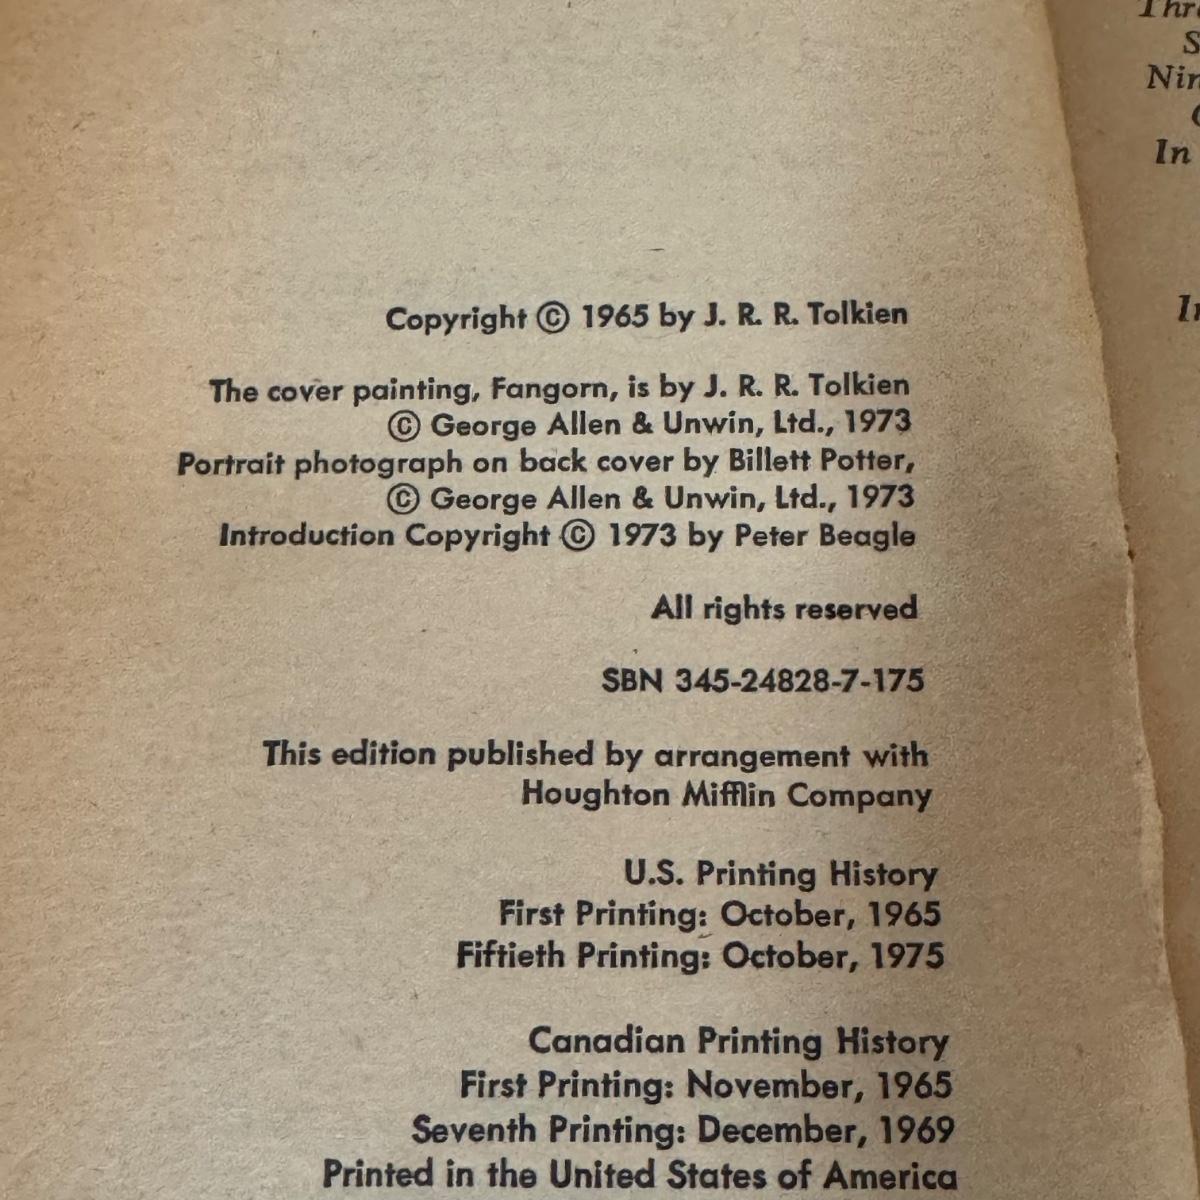 Copyright © 1965 by J. R. R. Tolkien
The cover painting, Fangorn, is by J. R. R. Tolkien
© George Allen & Unwin, Ltd., 1973
Portrait photograph on back cover by Billett Potter,
© George Allen & Unwin, Ltd., 1973
Introduction Copyright © 1973 by Peter Beagle
All rights reserved
SBN 345-24828-7-175
This edition published by arrangement with
Houghton Mifflin Company
U.S. Printing History
First Printing: October, 1965
Fiftieth Printing: October, 1975
Canadian Printing History
First Printing: November, 1965
Seventh Printing: December, 1969
Printed in the United States of America
In